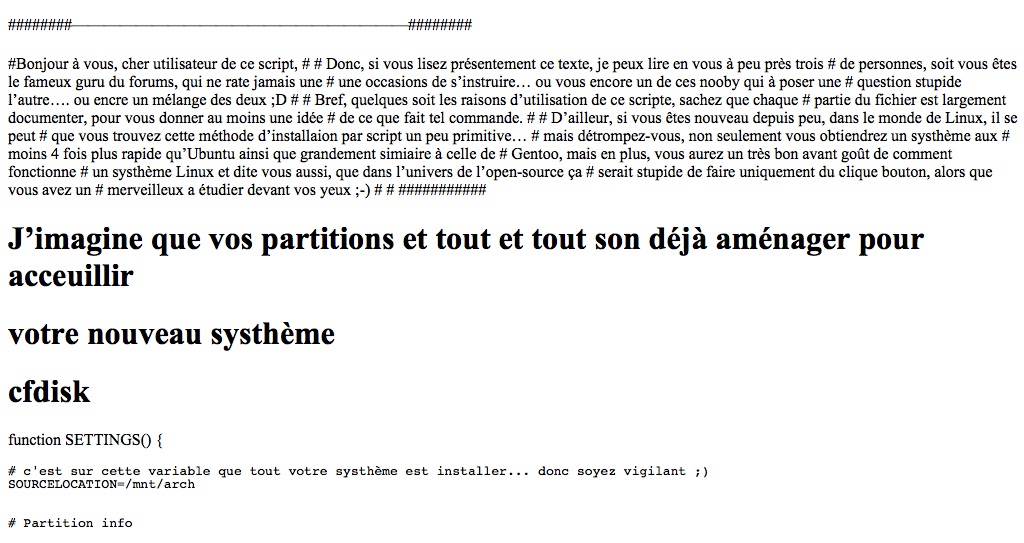 ########————————————————————————########
#Bonjour à vous, cher utilisateur de ce script, # # Donc, si vous lisez présentement ce texte, je peux lire en vous à peu près trois # de personnes, soit vous êtes
le fameux guru du forums, qui ne rate jamais une # une occasions de s’instruire… ou vous encore un de ces nooby qui à poser une # question stupide
l’autre…. ou encre un mélange des deux ;D # # Bref, quelques soit les raisons d’utilisation de ce scripte, sachez que chaque # partie du fichier est largement
documenter, pour vous donner au moins une idée # de ce que fait tel commande. # # D’ailleur, si vous êtes nouveau depuis peu, dans le monde de Linux, il se
peut # que vous trouvez cette méthode d’installaion par script un peu primitive… # mais détrompez-vous, non seulement vous obtiendrez un systhème aux #
moins 4 fois plus rapide qu’Ubuntu ainsi que grandement simiaire à celle de # Gentoo, mais en plus, vous aurez un très bon avant goût de comment
fonctionne # un systhème Linux et dite vous aussi, que dans l’univers de l’open-source ça # serait stupide de faire uniquement du clique bouton, alors que
vous avez un # merveilleux a étudier devant vos yeux ;-) # # ###########
J’imagine que vos partitions et tout et tout son déjà aménager pour
acceuillir
votre nouveau systhème
cfdisk
function SETTINGS() {
# c'est sur cette variable que tout votre systhème est installer... donc soyez vigilant ;)
SOURCELOCATION=/mnt/arch
# Partition info